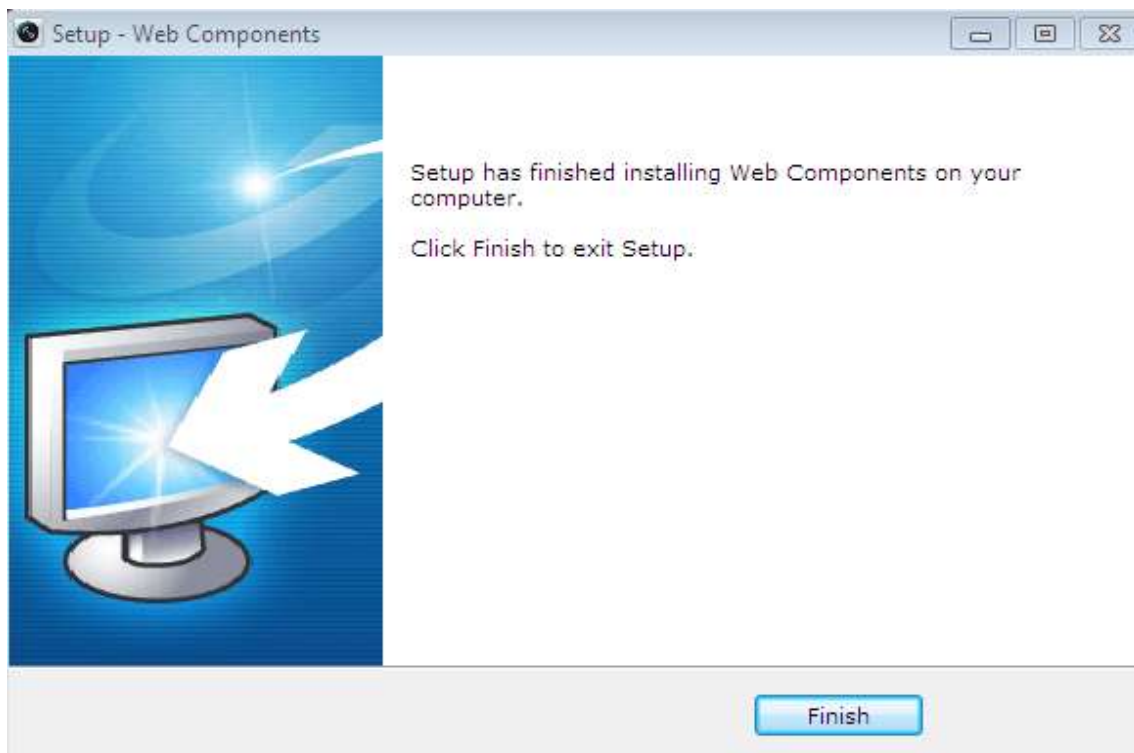 Setup - Web Components
Setup has finished installing Web Components on your
computer.
Click Finish to exit Setup.
Finish